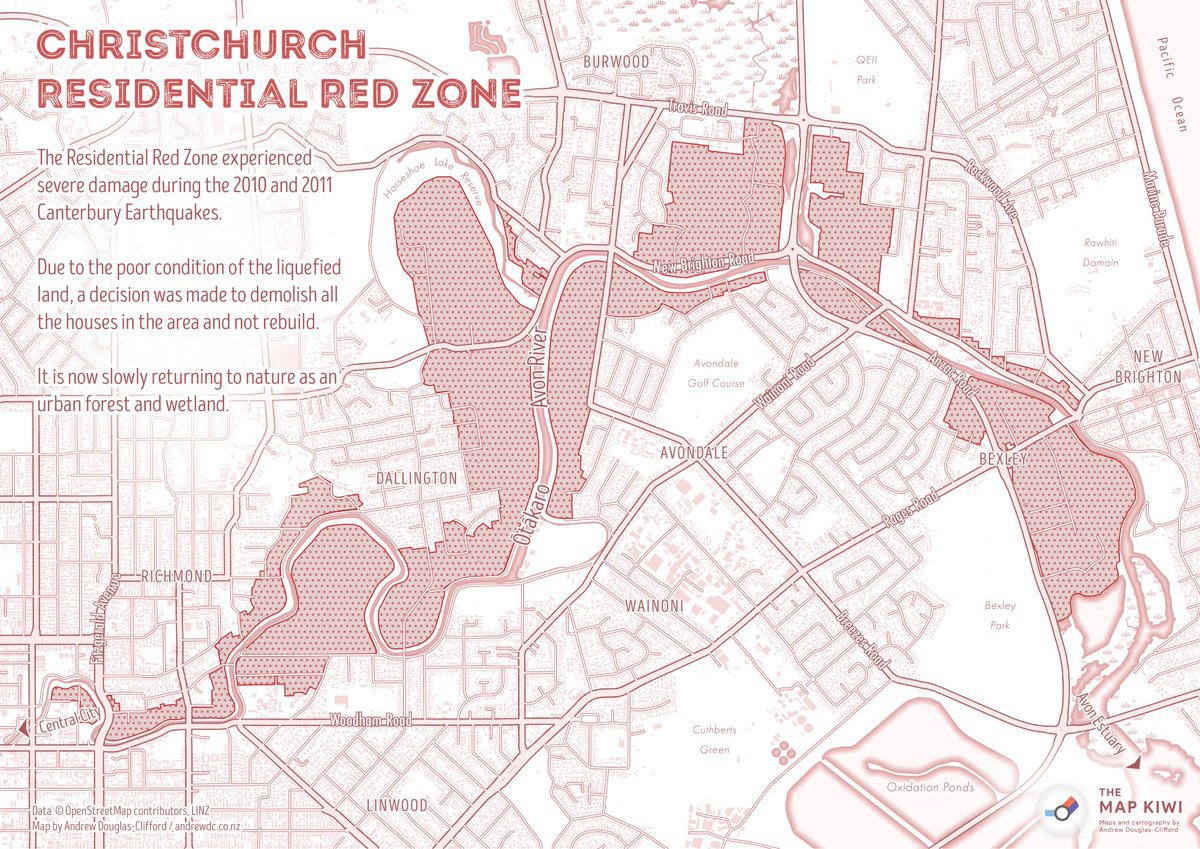 CHRISTCHURCH
RESIDENTIAL RED ZONE
The Residential Red Zone experienced
severe damage during the 2010 and 2011
Canterbury Earthquakes.
Due to the poor condition of the liquefied
land, a decision was made to demolish all
the houses in the area and not rebuild.
It is now slowly returning to nature as an
urban forest and wetland.
BURWOOD
QEII
Park
Pacific Ocean
Travis Road
Horseshoe Lake Reserve
Rookwood Ave
Marine Parade
Rawhiti
Domain
New Brighton Road
Avon River
Avondale
Golf Course
Wainoni Road
Anzac Road
NEW
BRIGHTON
DALLINGTON
AVONDALE
BEXLEY
Ōtākaro
Pages Road
RICHMOND
Fitzgerald Avenue
WAINONI
Breezes Road
Bexley
Park
Central City
Woodham Road
Cuthberts
Green
Avon Estuary
Oxidation Ponds
LINWOOD
Data © OpenStreetMap contributors, LINZ
Map by Andrew Douglas-Clifford / andrewdc.co.nz
THE
MAP KIWI
Maps and cartography by
Andrew Douglas-Clifford